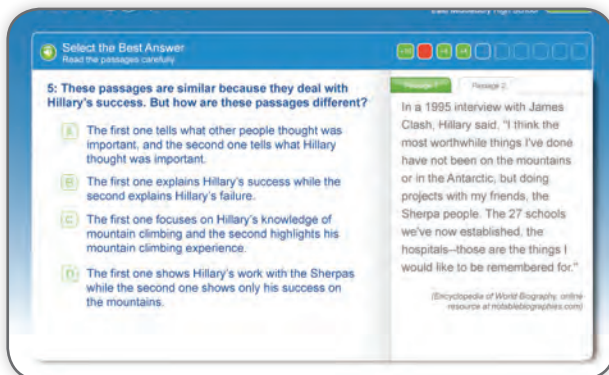 East Montessory High School
Select the Best Answer
Read the passages carefully
+10
+4
+4
5: These passages are similar because they deal with
Hillary's success. But how are these passages different?
A The first one tells what other people thought was
important, and the second one tells what Hillary
thought was important.
B The first one explains Hillary's success while the
second explains Hillary's failure.
C The first one focuses on Hillary's knowledge of
mountain climbing and the second highlights his
mountain climbing experience.
D The first one shows Hillary's work with the Sherpas
while the second one shows only his success on
the mountains.
Passage 1 Passage 2
In a 1995 interview with James
Clash, Hillary said, "I think the
most worthwhile things I've done
have not been on the mountains
or in the Antarctic, but doing
projects with my friends, the
Sherpa people. The 27 schools
we've now established, the
hospitals--those are the things I
would like to be remembered for."
(Encyclopedia of World Biography, online
resource at notablebiographies.com)